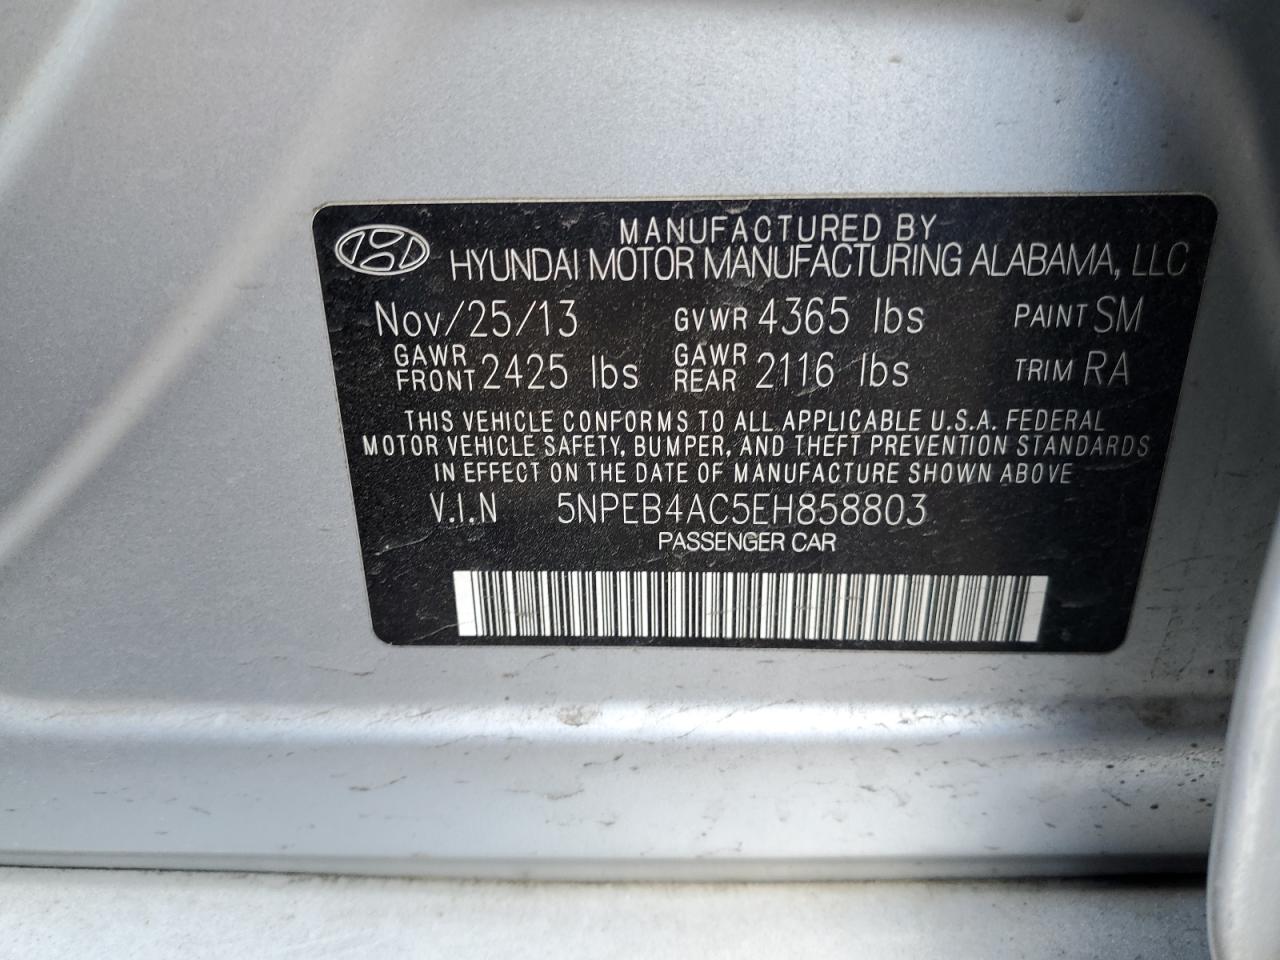 MANUFACTURED BY
HYUNDAI MOTOR MANUFACTURING ALABAMA, LLC
Nov/25/13 GVWR 4365 lbs PAINT SM
GAWR FRONT 2425 lbs GAWR REAR 2116 lbs TRIM RA
THIS VEHICLE CONFORMS TO ALL APPLICABLE U.S.A. FEDERAL
MOTOR VEHICLE SAFETY, BUMPER, AND THEFT PREVENTION STANDARDS
IN EFFECT ON THE DATE OF MANUFACTURE SHOWN ABOVE
V.I.N 5NPEB4AC5EH858803
PASSENGER CAR